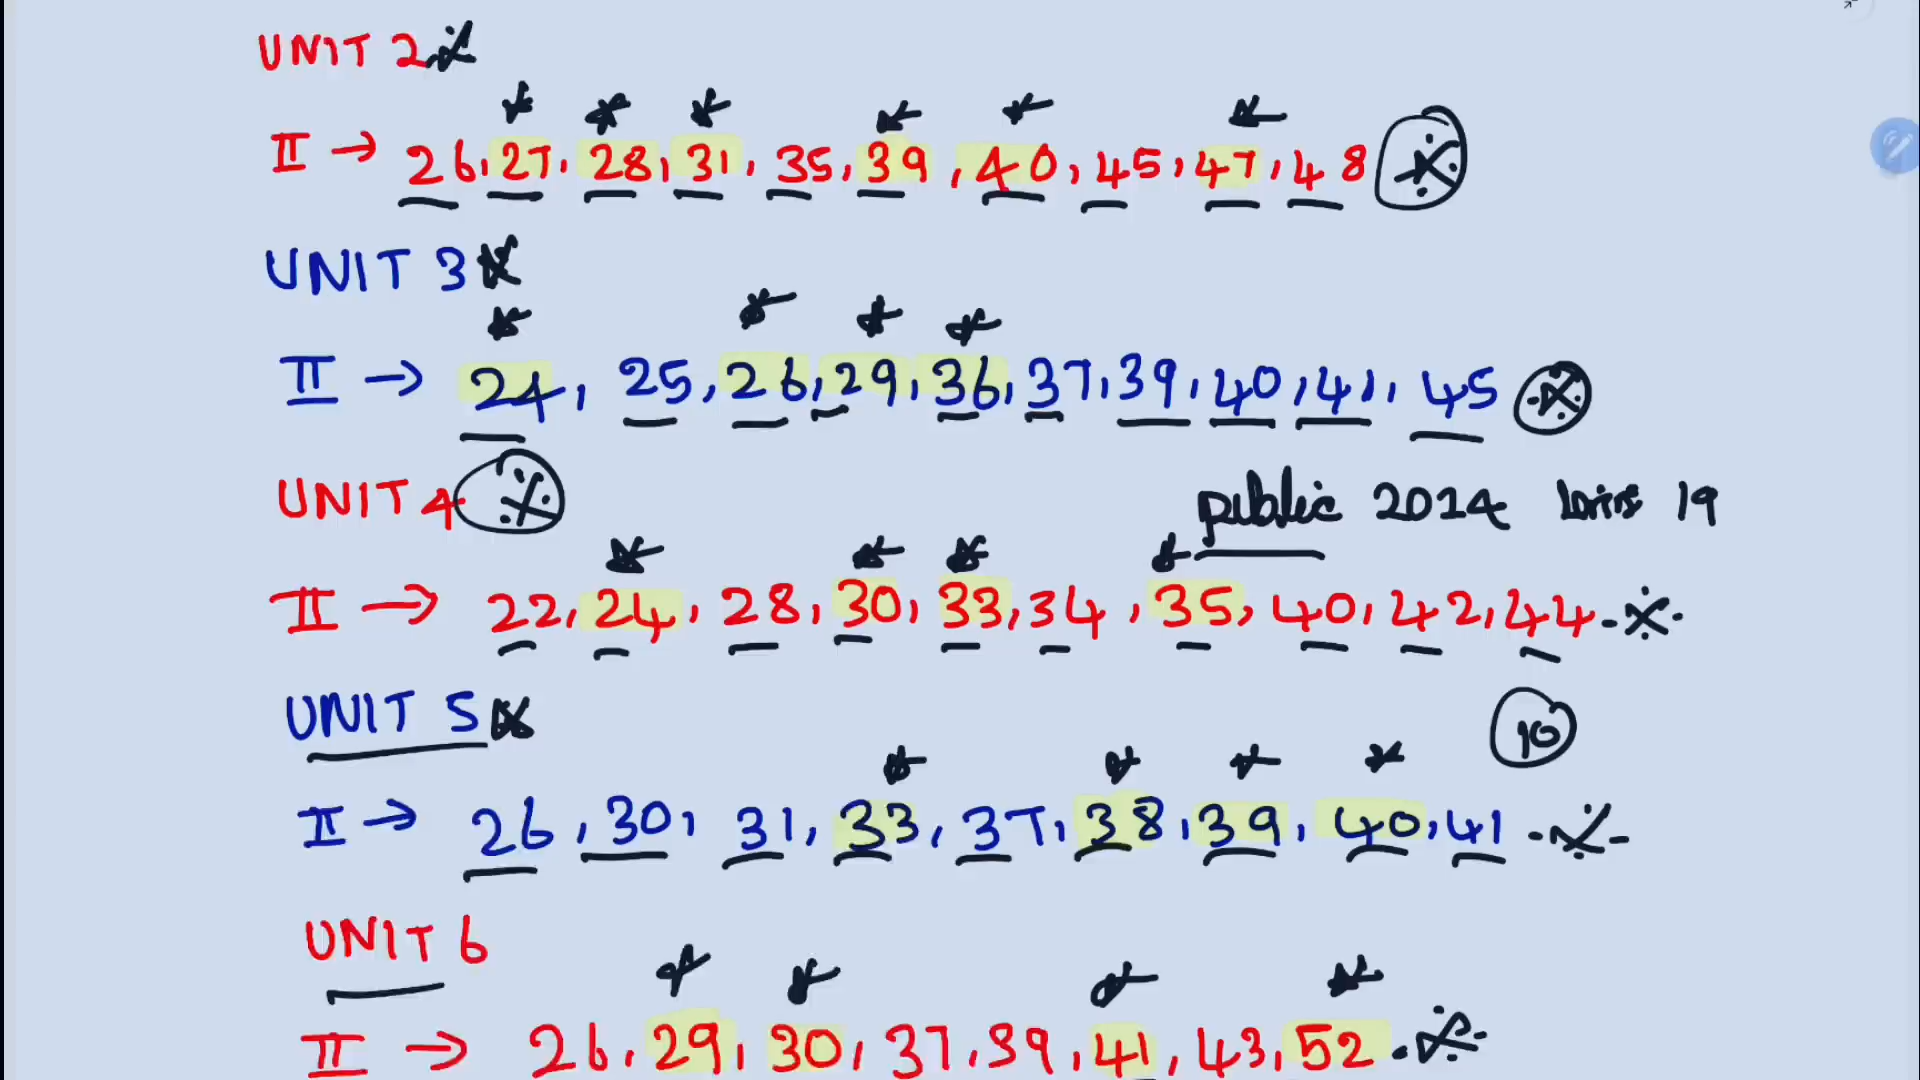 UNIT 2
II → 26, 27, 28, 31, 35, 39, 40, 45, 47, 48
UNIT 3
II → 24, 25, 26, 29, 36, 37, 39, 40, 41, 45
UNIT 4
public 2024 19
II → 22, 24, 28, 30, 33, 34, 35, 40, 42, 44
UNIT 5
10
II → 26, 30, 31, 33, 37, 38, 39, 40, 41
UNIT 6
II → 26, 29, 30, 37, 39, 41, 43, 52